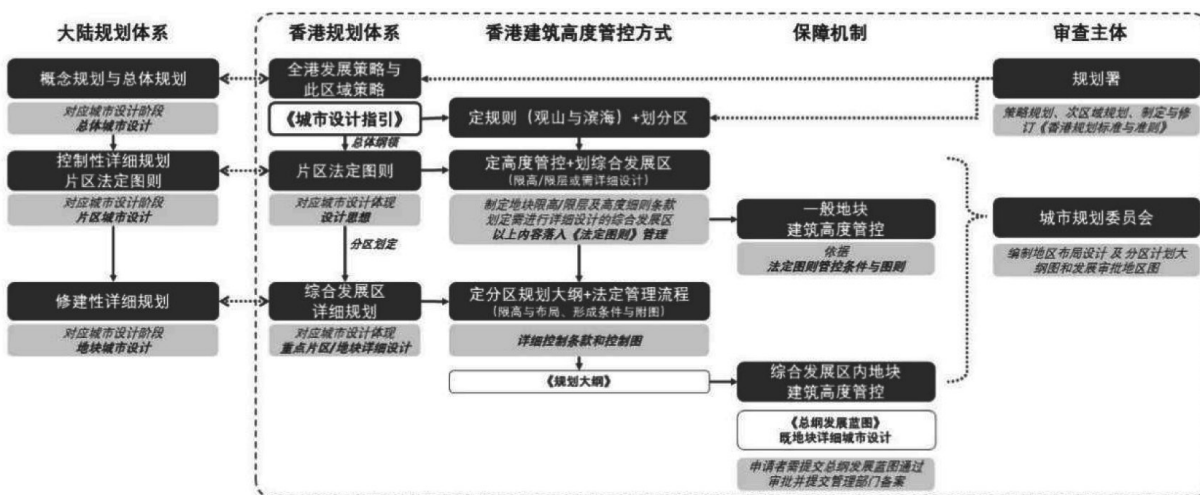 大陆规划体系
香港规划体系
香港建筑高度管控方式
保障机制
审查主体
概念规划与总体规划
对应城市设计阶段
总体城市设计
控制性详细规划
片区法定图则
对应城市设计阶段
片区城市设计
修建性详细规划
对应城市设计阶段
地块城市设计
全港发展策略与
此区域策略
《城市设计指引》
总体纲领
片区法定图则
对应城市设计体现
设计思想
分区划定
综合发展区
详细规划
对应城市设计体现
重点片区/地块详细设计
定规则（观山与滨海）+划分区
定高度管控+划综合发展区
（限高/限层或需详细设计）
制定地块限高/限层及高度细则条款
划定需进行详细设计的综合发展区
以上内容落入《法定图则》管理
定分区规划大纲+法定管理流程
（限高与布局、形成条件与附图）
详细控制条款和控制图
《规划大纲》
一般地块
建筑高度管控
依据
法定图则管控条件与图则
综合发展区内地块
建筑高度管控
《总纲发展蓝图》
既地块详细城市设计
申请者需提交总纲发展蓝图通过
审批并提交管理部门备案
规划署
策略规划、次区域规划、制定与修
订《香港规划标准与准则》
城市规划委员会
编制地区布局设计 及 分区计划大
纲图和发展审批地区图